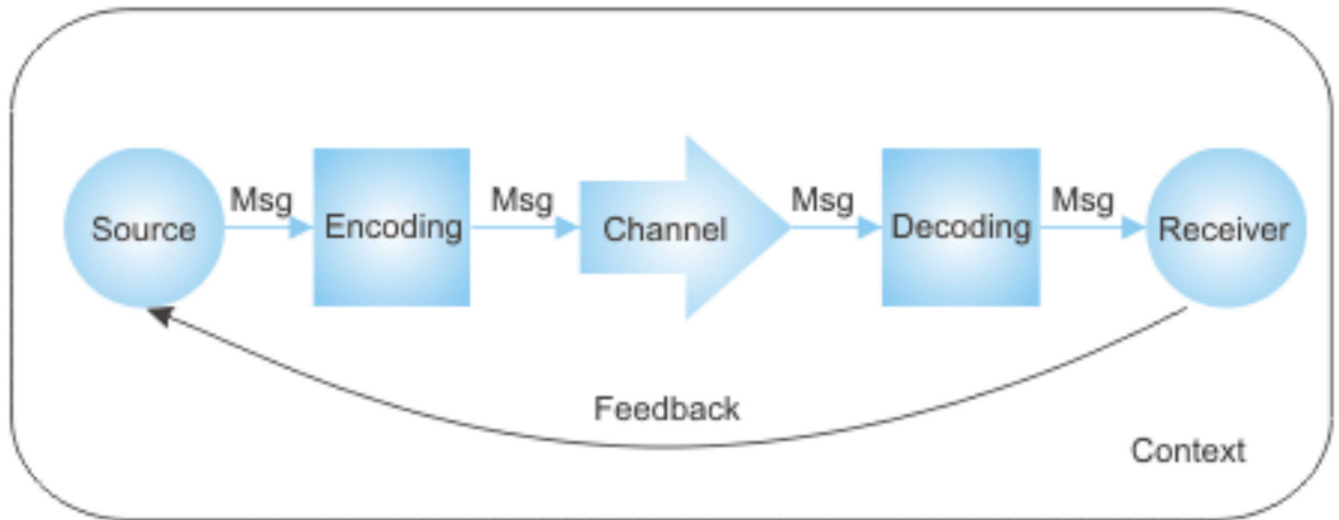 Msg
Msg
Msg
Msg
Source
Encoding
Channel
Decoding
Receiver
Feedback
Context